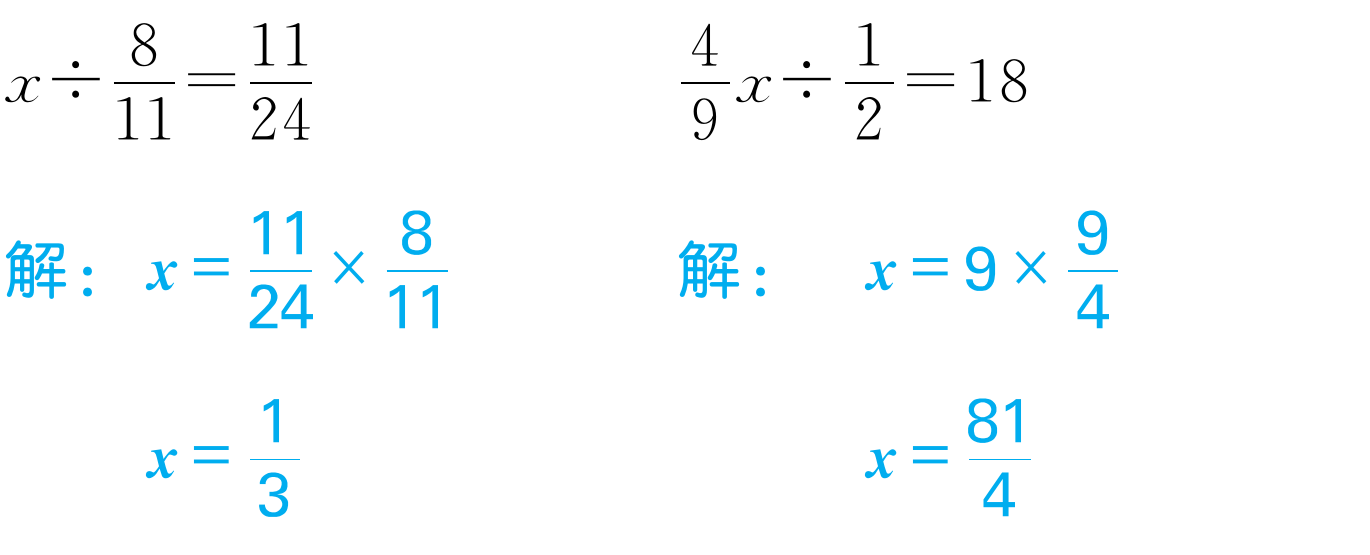 x÷8/11=11/24
解: x=11/24×8/11
x=1/3
4/9x÷1/2=18
解: x=9×9/4
x=81/4